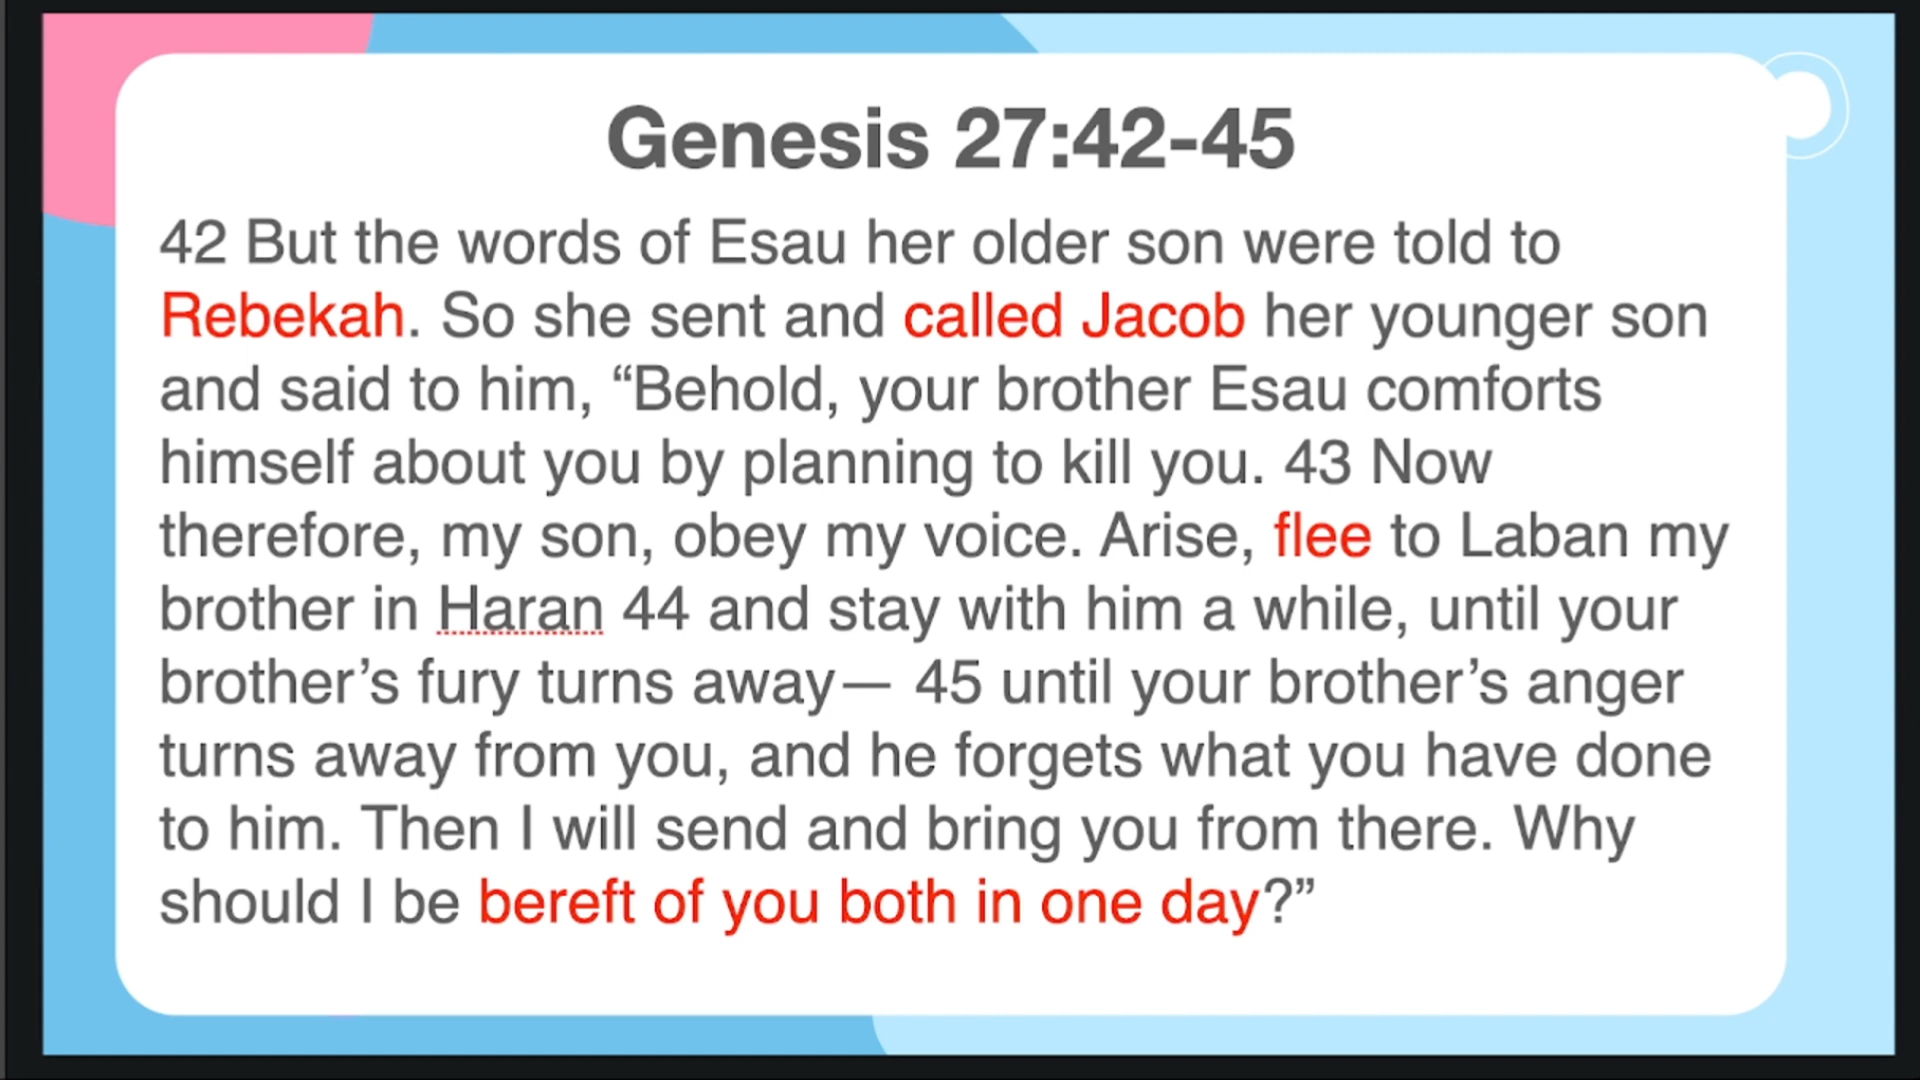 Genesis 27:42-45
42 But the words of Esau her older son were told to
Rebekah. So she sent and called Jacob her younger son
and said to him, “Behold, your brother Esau comforts
himself about you by planning to kill you. 43 Now
therefore, my son, obey my voice. Arise, flee to Laban my
brother in Haran 44 and stay with him a while, until your
brother’s fury turns away— 45 until your brother’s anger
turns away from you, and he forgets what you have done
to him. Then I will send and bring you from there. Why
should I be bereft of you both in one day?”